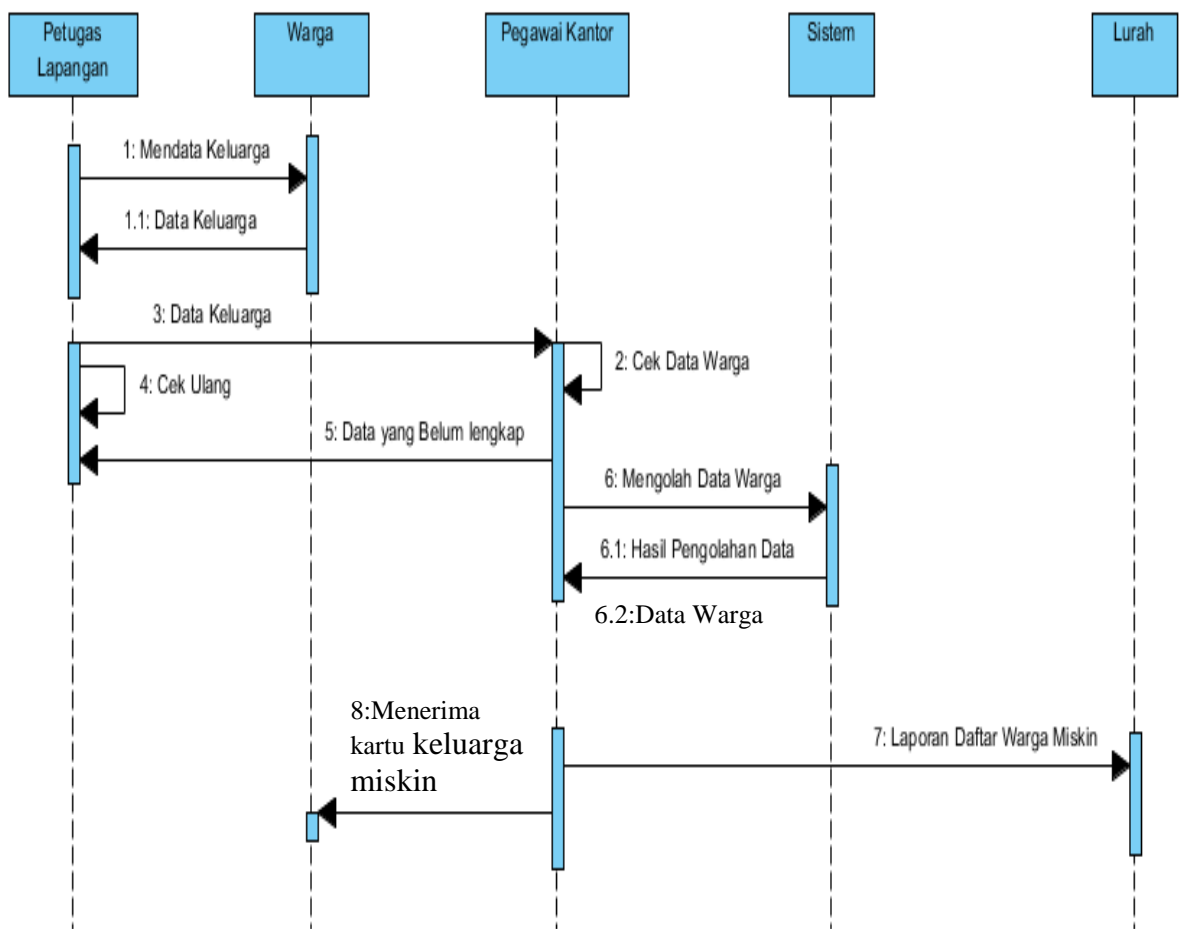 Petugas
Lapangan
Warga
Pegawai Kantor
Sistem
Lurah
1: Mendata Keluarga
1.1: Data Keluarga
3: Data Keluarga
2: Cek Data Warga
4: Cek Ulang
5: Data yang Belum lengkap
6: Mengolah Data Warga
6.1: Hasil Pengolahan Data
6.2:Data Warga
8:Menerima
kartu keluarga
miskin
7: Laporan Daftar Warga Miskin